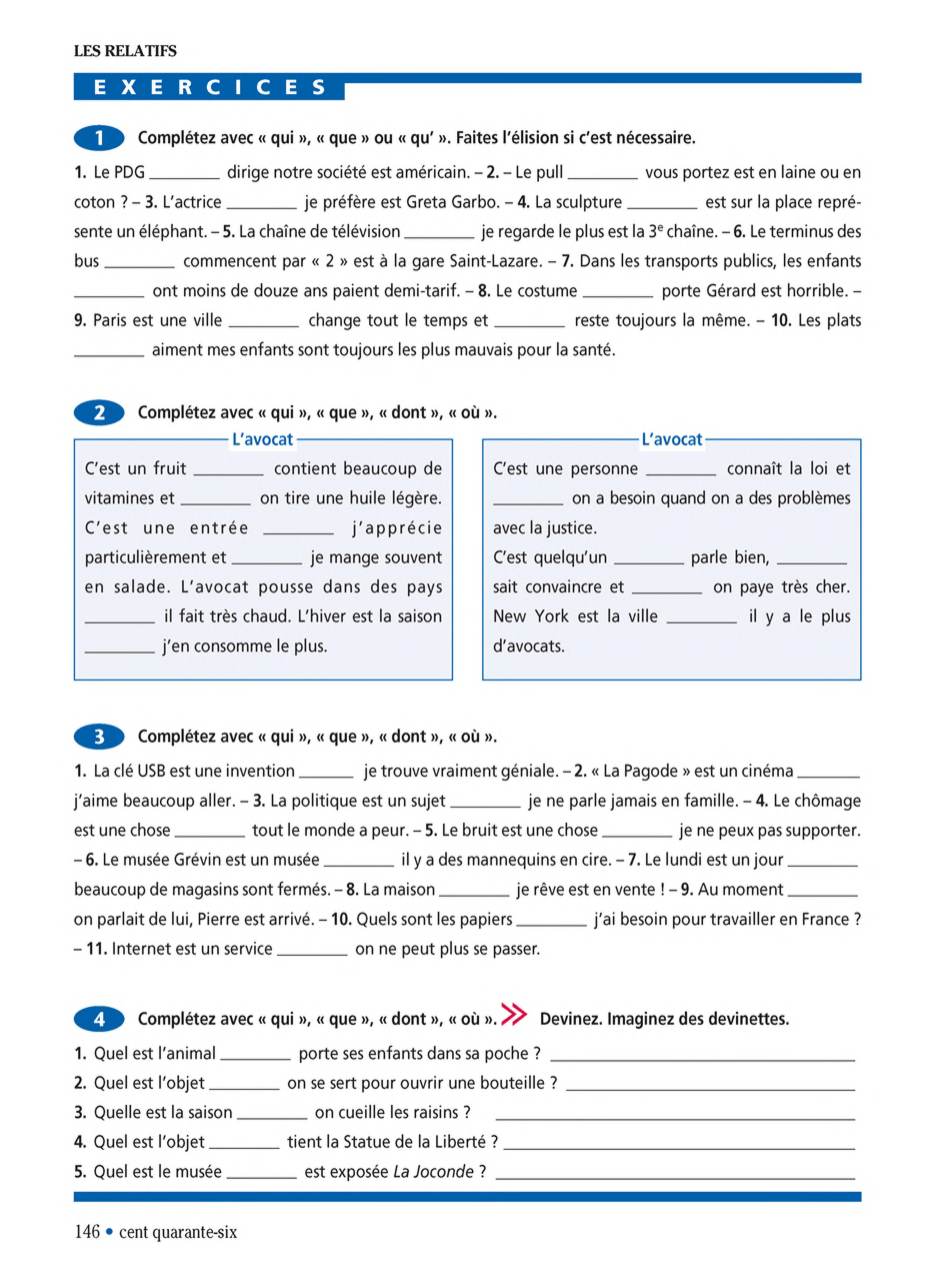 LES RELATIFS
EXERCICES
1 Complétez avec « qui », « que » ou « qu’ ». Faites l’élision si c’est nécessaire.
1. Le PDG ________ dirige notre société est américain. – 2. – Le pull ________ vous portez est en laine ou en
coton ? – 3. L’actrice ________ je préfère est Greta Garbo. – 4. La sculpture ________ est sur la place repré-
sente un éléphant. – 5. La chaîne de télévision ________ je regarde le plus est la 3e chaîne. – 6. Le terminus des
bus ________ commencent par « 2 » est à la gare Saint-Lazare. – 7. Dans les transports publics, les enfants
________ ont moins de douze ans paient demi-tarif. – 8. Le costume ________ porte Gérard est horrible. –
9. Paris est une ville ________ change tout le temps et ________ reste toujours la même. – 10. Les plats
________ aiment mes enfants sont toujours les plus mauvais pour la santé.
2 Complétez avec « qui », « que », « dont », « où ».
L’avocat
C’est un fruit ________ contient beaucoup de
vitamines et ________ on tire une huile légère.
C’est une entrée ________ j’apprécie
particulièrement et ________ je mange souvent
en salade. L’avocat pousse dans des pays
________ il fait très chaud. L’hiver est la saison
________ j’en consomme le plus.
L’avocat
C’est une personne ________ connaît la loi et
________ on a besoin quand on a des problèmes
avec la justice.
C’est quelqu’un ________ parle bien, ________
sait convaincre et ________ on paye très cher.
New York est la ville ________ il y a le plus
d’avocats.
3 Complétez avec « qui », « que », « dont », « où ».
1. La clé USB est une invention ______ je trouve vraiment géniale. – 2. « La Pagode » est un cinéma _______
j’aime beaucoup aller. – 3. La politique est un sujet ________ je ne parle jamais en famille. – 4. Le chômage
est une chose ________ tout le monde a peur. – 5. Le bruit est une chose ________ je ne peux pas supporter.
– 6. Le musée Grévin est un musée ________ il y a des mannequins en cire. – 7. Le lundi est un jour ________
beaucoup de magasins sont fermés. – 8. La maison ________ je rêve est en vente ! – 9. Au moment ________
on parlait de lui, Pierre est arrivé. – 10. Quels sont les papiers ________ j’ai besoin pour travailler en France ?
– 11. Internet est un service ________ on ne peut plus se passer.
4 Complétez avec « qui », « que », « dont », « où ». Devinez. Imaginez des devinettes.
1. Quel est l’animal ________ porte ses enfants dans sa poche ? ________
2. Quel est l’objet ________ on se sert pour ouvrir une bouteille ? ________
3. Quelle est la saison ________ on cueille les raisins ? ________
4. Quel est l’objet ________ tient la Statue de la Liberté ? ________
5. Quel est le musée ________ est exposée La Joconde ? ________
146 • cent quarante-six